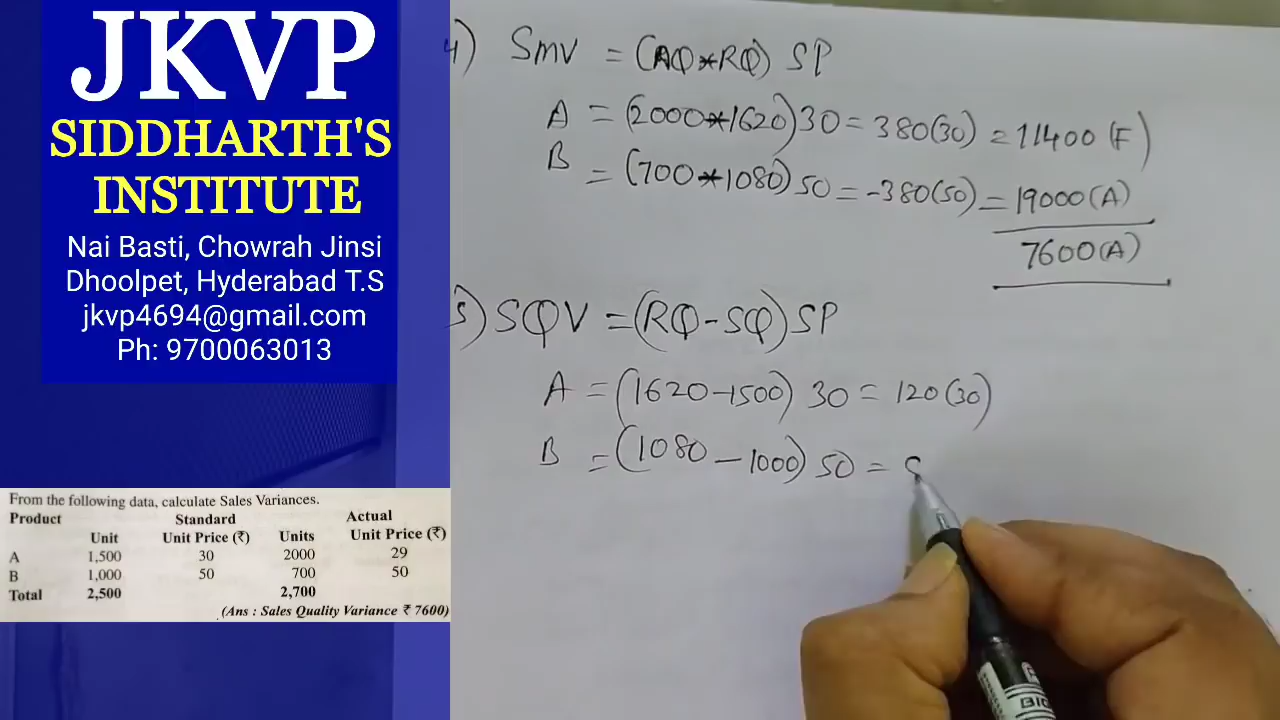 JKVP
SIDDHARTH'S
INSTITUTE
Nai Basti, Chowrah Jinsi
Dhoolpet, Hyderabad T.S
jkvp4694@gmail.com
Ph: 9700063013
From the following data, calculate Sales Variances.
Product Standard Actual
Unit Unit Price (₹) Units Unit Price (₹)
A 1,500 30 2000 29
B 1,000 50 700 50
Total 2,500 2,700
(Ans : Sales Quality Variance ₹ 7600)
4) SMV = (AQ*RQ) SP
A = (2000*1620)30 = 380(30) = 11400 (F)
B = (700*1080)50 = -380(50) = 19000(A)
7600(A)
5) SQV = (RQ-SQ) SP
A = (1620-1500) 30 = 120(30)
B = (1080-1000) 50 =